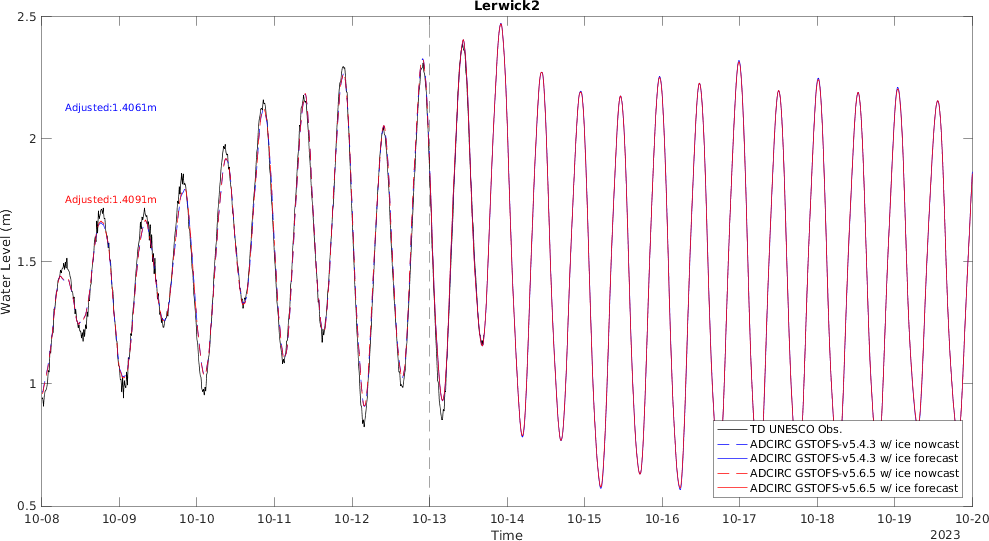 Lerwick2
2.5
2
1.5
1
0.5
Water Level (m)
Adjusted:1.4061m
Adjusted:1.4091m
TD UNESCO Obs.
ADCIRC GSTOFS-v5.4.3 w/ ice nowcast
ADCIRC GSTOFS-v5.4.3 w/ ice forecast
ADCIRC GSTOFS-v5.6.5 w/ ice nowcast
ADCIRC GSTOFS-v5.6.5 w/ ice forecast
10-08 10-09 10-10 10-11 10-12 10-13 10-14 10-15 10-16 10-17 10-18 10-19 10-20
Time
2023